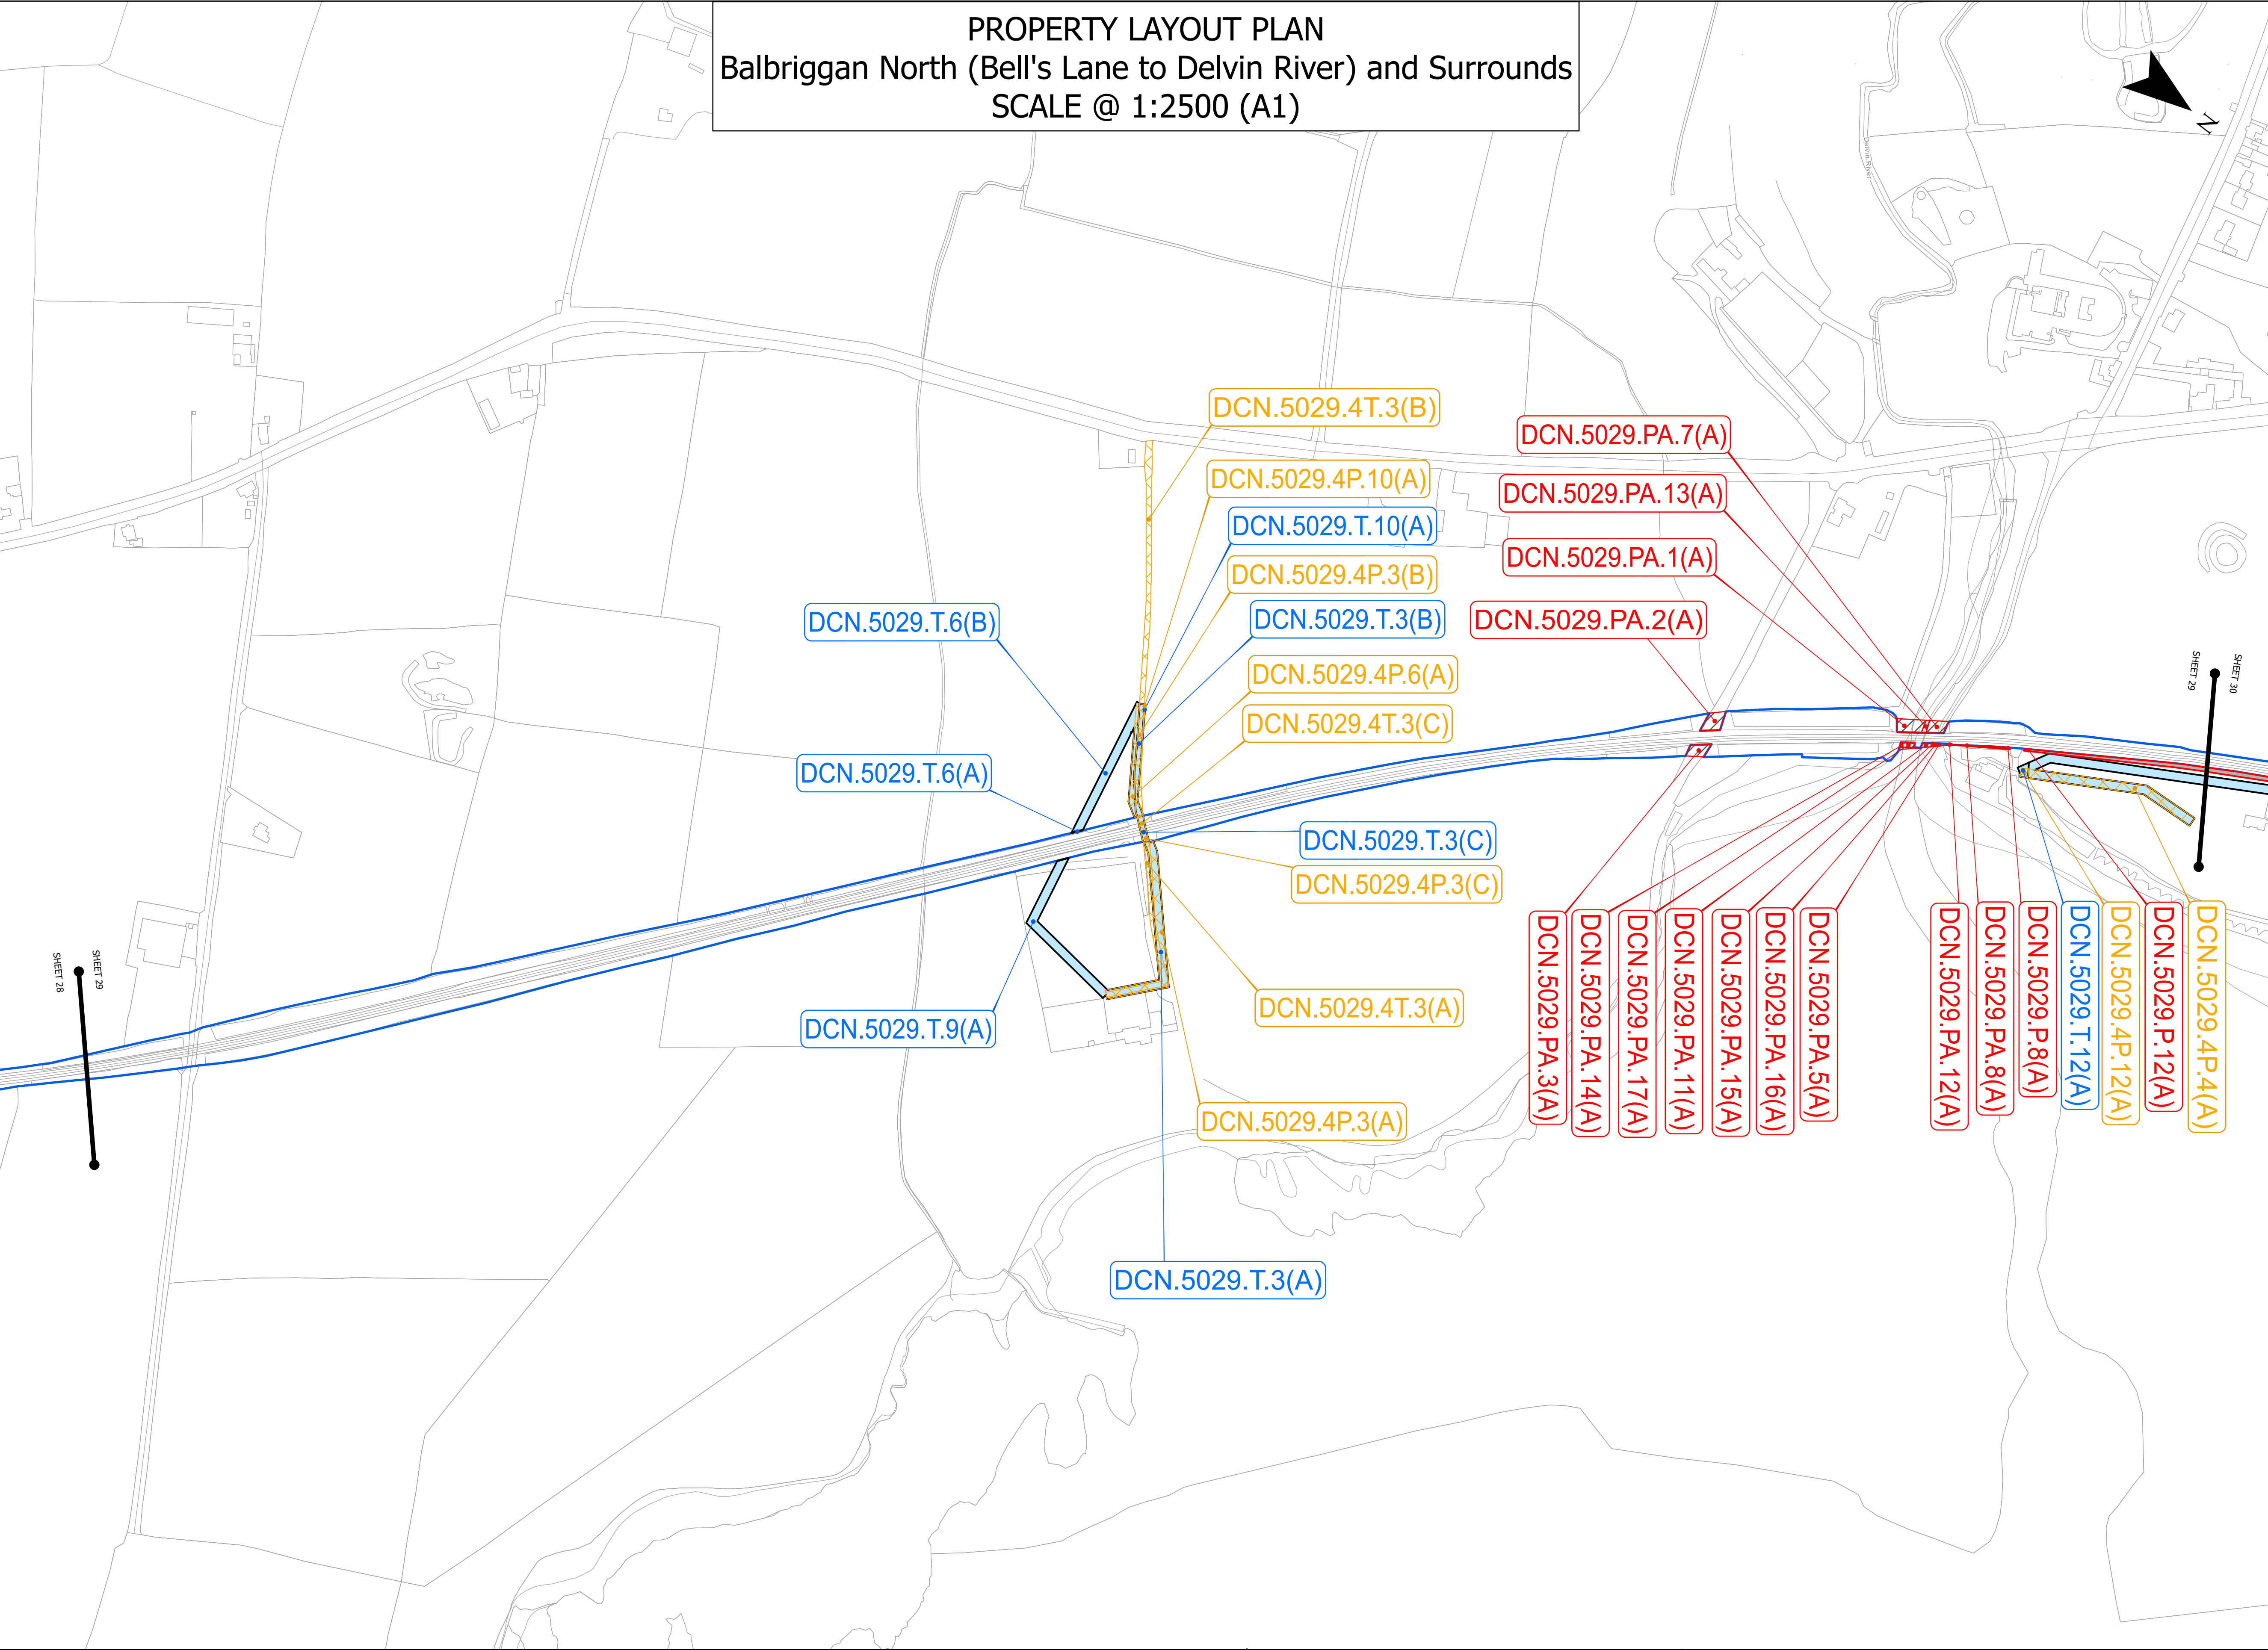 PROPERTY LAYOUT PLAN
Balbriggan North (Bell's Lane to Delvin River) and Surrounds
SCALE @ 1:2500 (A1)
N
Delvin River
DCN.5029.4T.3(B)
DCN.5029.4P.10(A)
DCN.5029.T.10(A)
DCN.5029.4P.3(B)
DCN.5029.T.3(B)
DCN.5029.4P.6(A)
DCN.5029.4T.3(C)
DCN.5029.T.6(B)
DCN.5029.T.6(A)
DCN.5029.T.3(C)
DCN.5029.4P.3(C)
DCN.5029.4T.3(A)
DCN.5029.T.9(A)
DCN.5029.4P.3(A)
DCN.5029.T.3(A)
DCN.5029.PA.7(A)
DCN.5029.PA.13(A)
DCN.5029.PA.1(A)
DCN.5029.PA.2(A)
DCN.5029.PA.3(A)
DCN.5029.PA.14(A)
DCN.5029.PA.17(A)
DCN.5029.PA.11(A)
DCN.5029.PA.15(A)
DCN.5029.PA.16(A)
DCN.5029.PA.5(A)
DCN.5029.PA.12(A)
DCN.5029.PA.8(A)
DCN.5029.P.8(A)
DCN.5029.T.12(A)
DCN.5029.4P.12(A)
DCN.5029.P.12(A)
DCN.5029.4P.4(A)
SHEET 28
SHEET 29
SHEET 29
SHEET 30